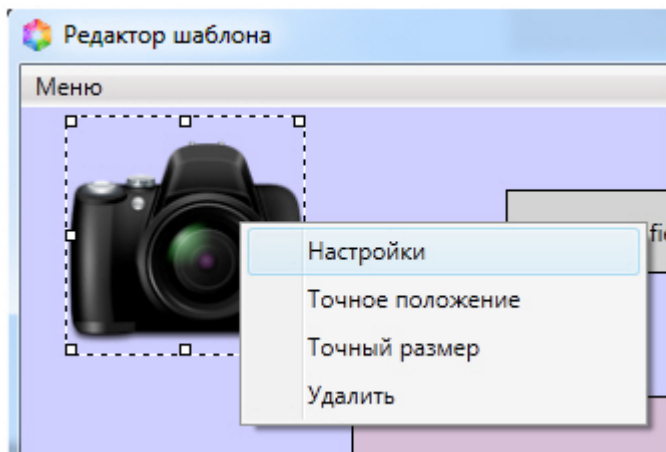 Редактор шаблона
Меню
Настройки
Точное положение
Точный размер
Удалить